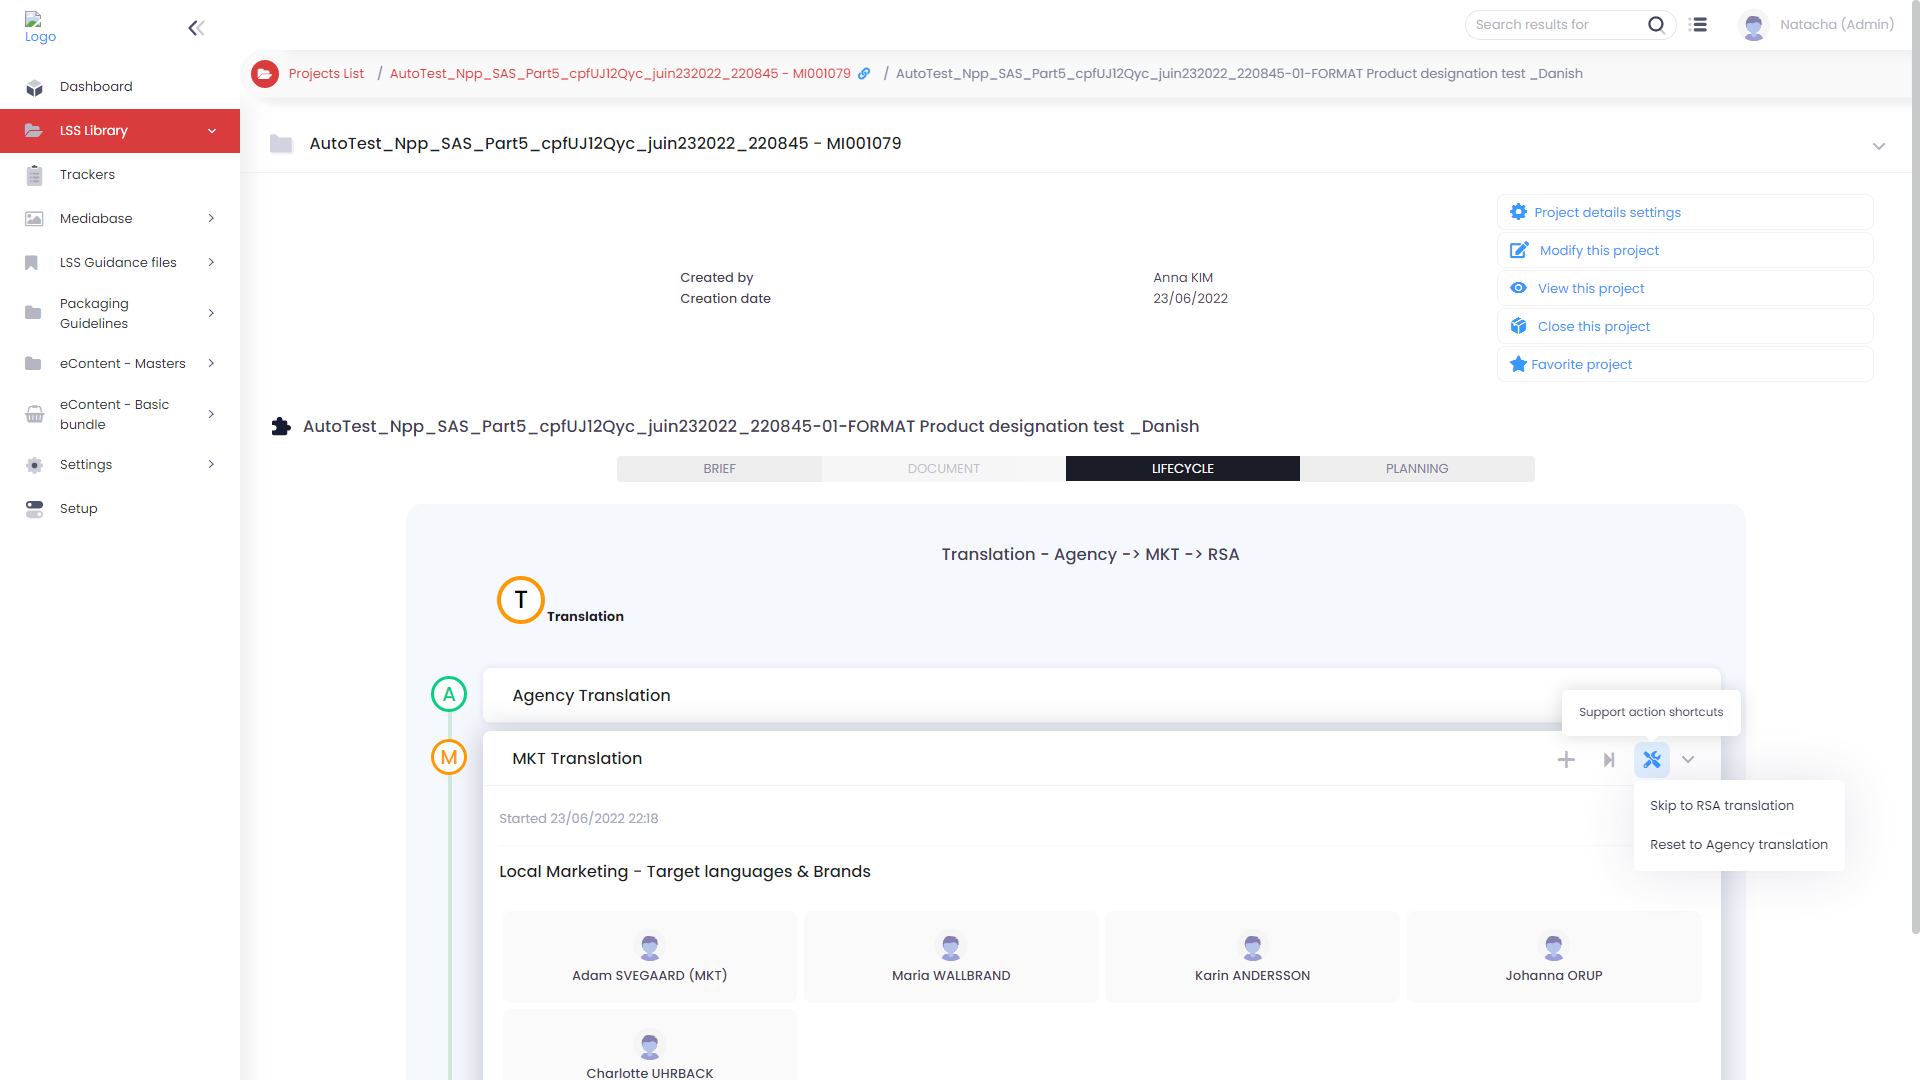 Logo
Search results for
Natacha (Admin)
Projects List / AutoTest_Npp_SAS_Part5_cpfUJ12Qyc_juin232022_220845 - MI001079 / AutoTest_Npp_SAS_Part5_cpfUJ12Qyc_juin232022_220845-01-FORMAT Product designation test _Danish
Dashboard
LSS Library
Trackers
Mediabase
LSS Guidance files
Packaging
Guidelines
eContent - Masters
eContent - Basic
bundle
Settings
Setup
AutoTest_Npp_SAS_Part5_cpfUJ12Qyc_juin232022_220845 - MI001079
Created by
Anna KIM
Creation date
23/06/2022
Project details settings
Modify this project
View this project
Close this project
Favorite project
AutoTest_Npp_SAS_Part5_cpfUJ12Qyc_juin232022_220845-01-FORMAT Product designation test _Danish
BRIEF
DOCUMENT
LIFECYCLE
PLANNING
Translation - Agency -> MKT -> RSA
T
Translation
A
Agency Translation
Support action shortcuts
M
MKT Translation
Skip to RSA translation
Reset to Agency translation
Started 23/06/2022 22:18
Local Marketing - Target languages & Brands
Adam SVEGAARD (MKT)
Maria WALLBRAND
Karin ANDERSSON
Johanna ORUP
Charlotte UHRBACK